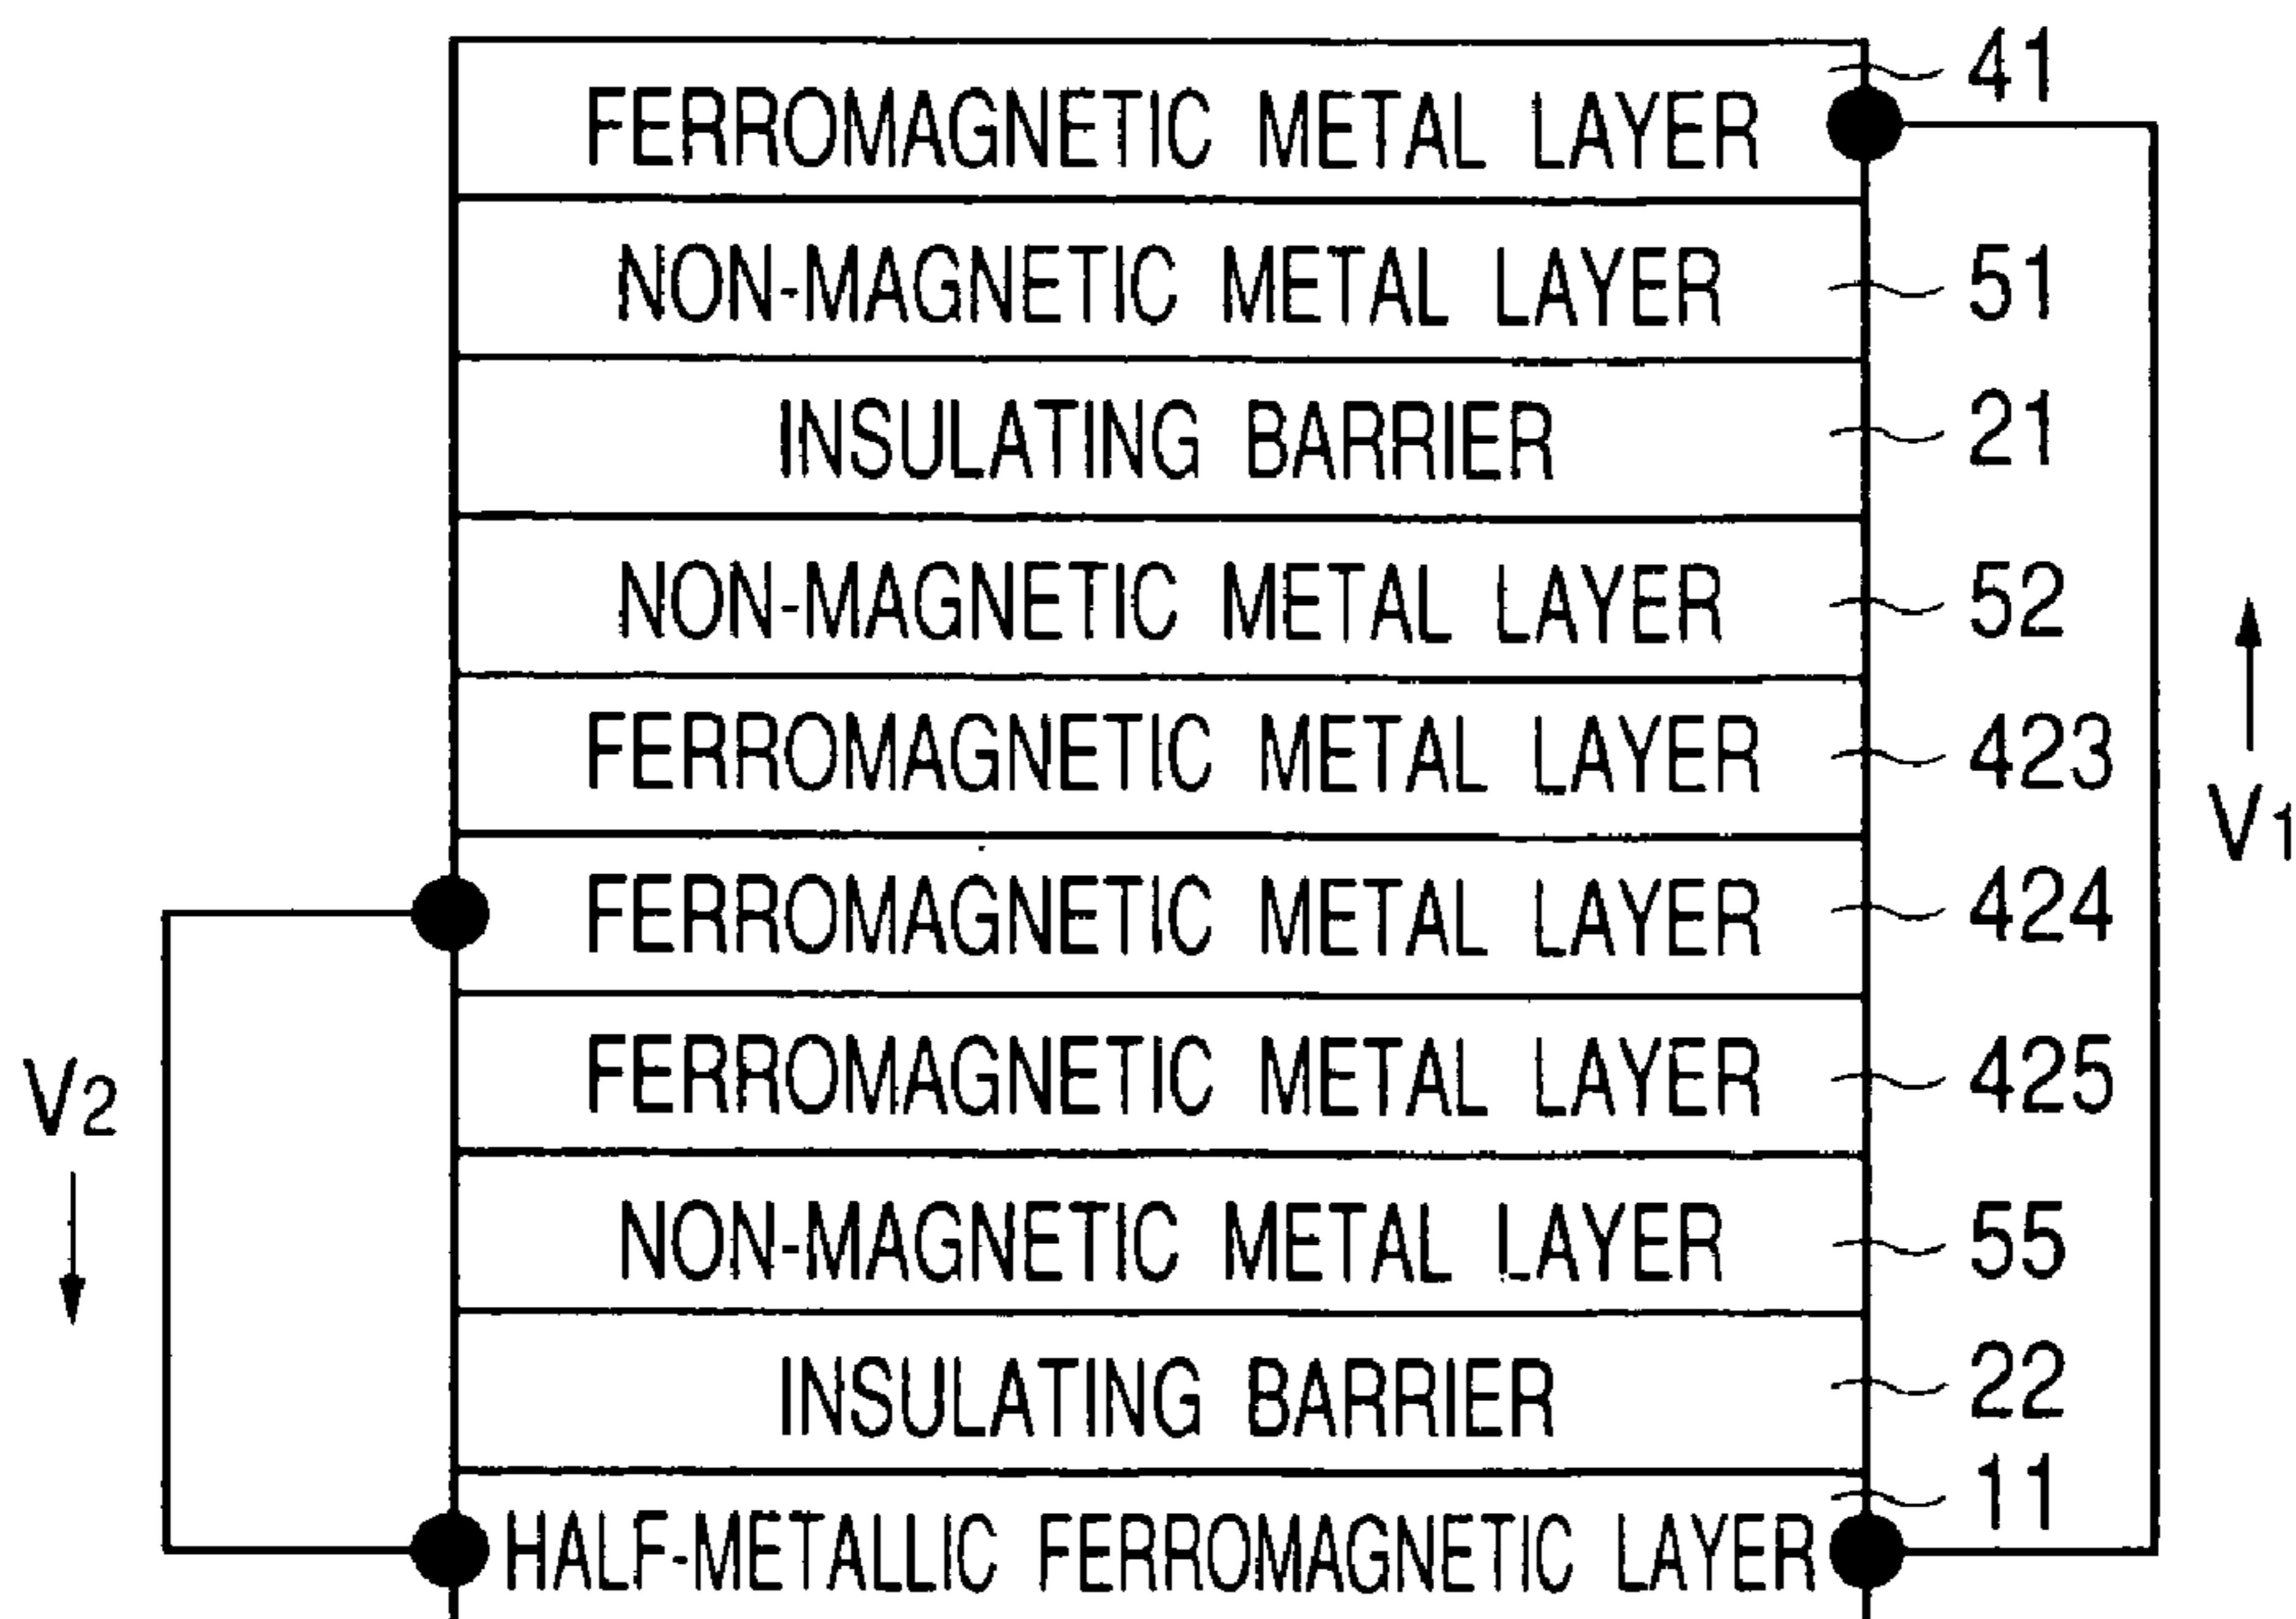 FERROMAGNETIC METAL LAYER 41
NON-MAGNETIC METAL LAYER 51
INSULATING BARRIER 21
NON-MAGNETIC METAL LAYER 52
FERROMAGNETIC METAL LAYER 423
V1
FERROMAGNETIC METAL LAYER 424
FERROMAGNETIC METAL LAYER 425
V2
NON-MAGNETIC METAL LAYER 55
INSULATING BARRIER 22
HALF-METALLIC FERROMAGNETIC LAYER 11